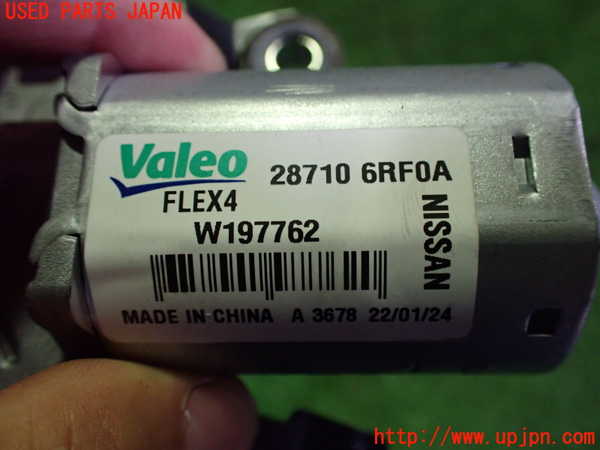 USED PARTS JAPAN
Valeo 28710 6RF0A
FLEX4
W197762
NISSAN
MADE IN CHINA A 3678 22/01/24
http://www.upjpn.com/